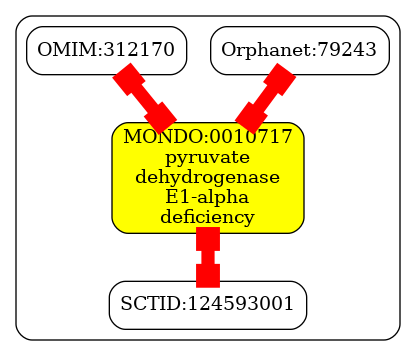 OMIM:312170
Orphanet:79243
MONDO:0010717
pyruvate
dehydrogenase
E1-alpha
deficiency
SCTID:124593001